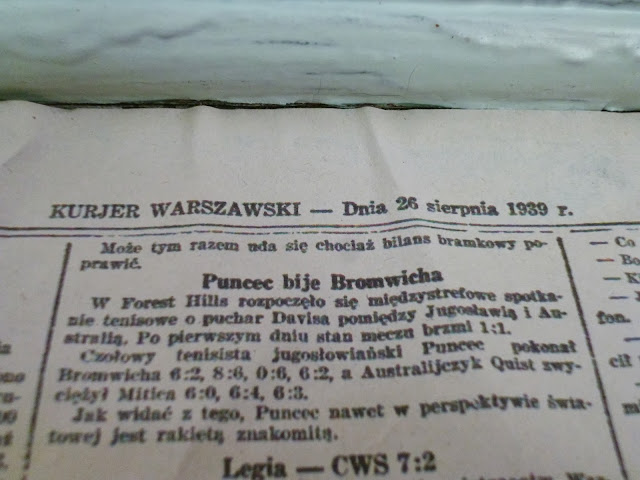 KURJER WARSZAWSKI — Dnia 26 sierpnia 1939 r.
Może tym razem uda się chociaż bilans bramkowy po-
prawić.
Puncec bije Bromwicha
W Forest Hills rozpoczęło się międzystrefowe spotka-
nie tenisowe o puchar Davisa pomiędzy Jugosławią i Au-
stralią. Po pierwszym dniu stan meczu brzmi 1:1.
Czołowy tenisista jugosłowiański Puncec pokonał
Bromwicha 6:2, 8:6, 0:6, 6:2, a Australijczyk Quist zwy-
ciężył Mitica 6:0, 6:4, 6:3.
Jak widać z tego, Puncec nawet w perspektywie świa-
towej jest rakietą znakomitą.
Legia — CWS 7:2
— Co
— Bo
fon.
cił